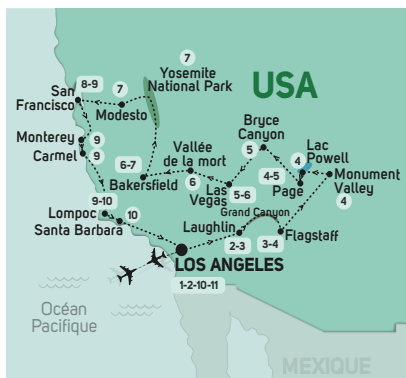 7
Yosemite
National Park
USA
8-9
San
Francisco
7
Modesto
Bryce
Canyon
Monterey
9
Carmel
9
Vallée
de la mort
5
Lac
Powell
4
6-7
6
4-5
Bakersfield
Las
Vegas
5-6
Page
Monument
Valley
4
Grand Canyon
9-10
Lompoc
10
Santa Barbara
Laughlin
2-3
3-4
Flagstaff
LOS ANGELES
1-2-10-11
Océan
Pacifique
MEXIQUE